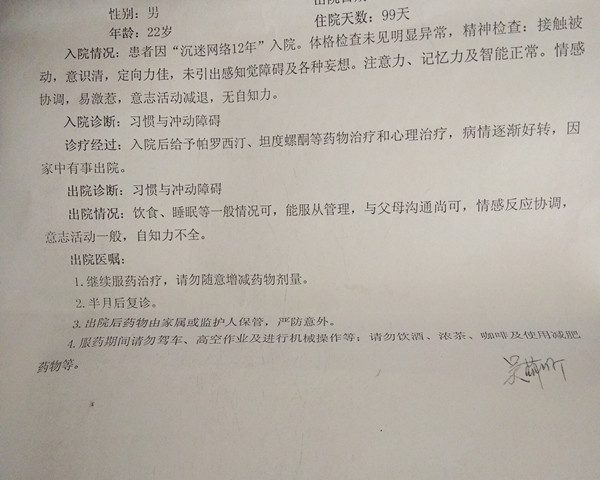 性别：男
住院天数：99天
年龄：22岁
入院情况：患者因“沉迷网络12年”入院。体格检查未见明显异常，精神检查：接触被
动，意识清，定向力佳，未引出感知觉障碍及各种妄想。注意力、记忆力及智能正常。情感
协调，易激惹，意志活动减退，无自知力。
入院诊断：习惯与冲动障碍
诊疗经过：入院后给予帕罗西汀、坦度螺酮等药物治疗和心理治疗，病情逐渐好转，因
家中有事出院。
出院诊断：习惯与冲动障碍
出院情况：饮食、睡眠等一般情况可，能服从管理，与父母沟通尚可，情感反应协调，
意志活动一般，自知力不全。
出院医嘱：
1.继续服药治疗，请勿随意增减药物剂量。
2.半月后复诊。
3.出院后药物由家属或监护人保管，严防意外。
4.服药期间请勿驾车、高空作业及进行机械操作等；请勿饮酒、浓茶、咖啡及使用减肥
药物等。